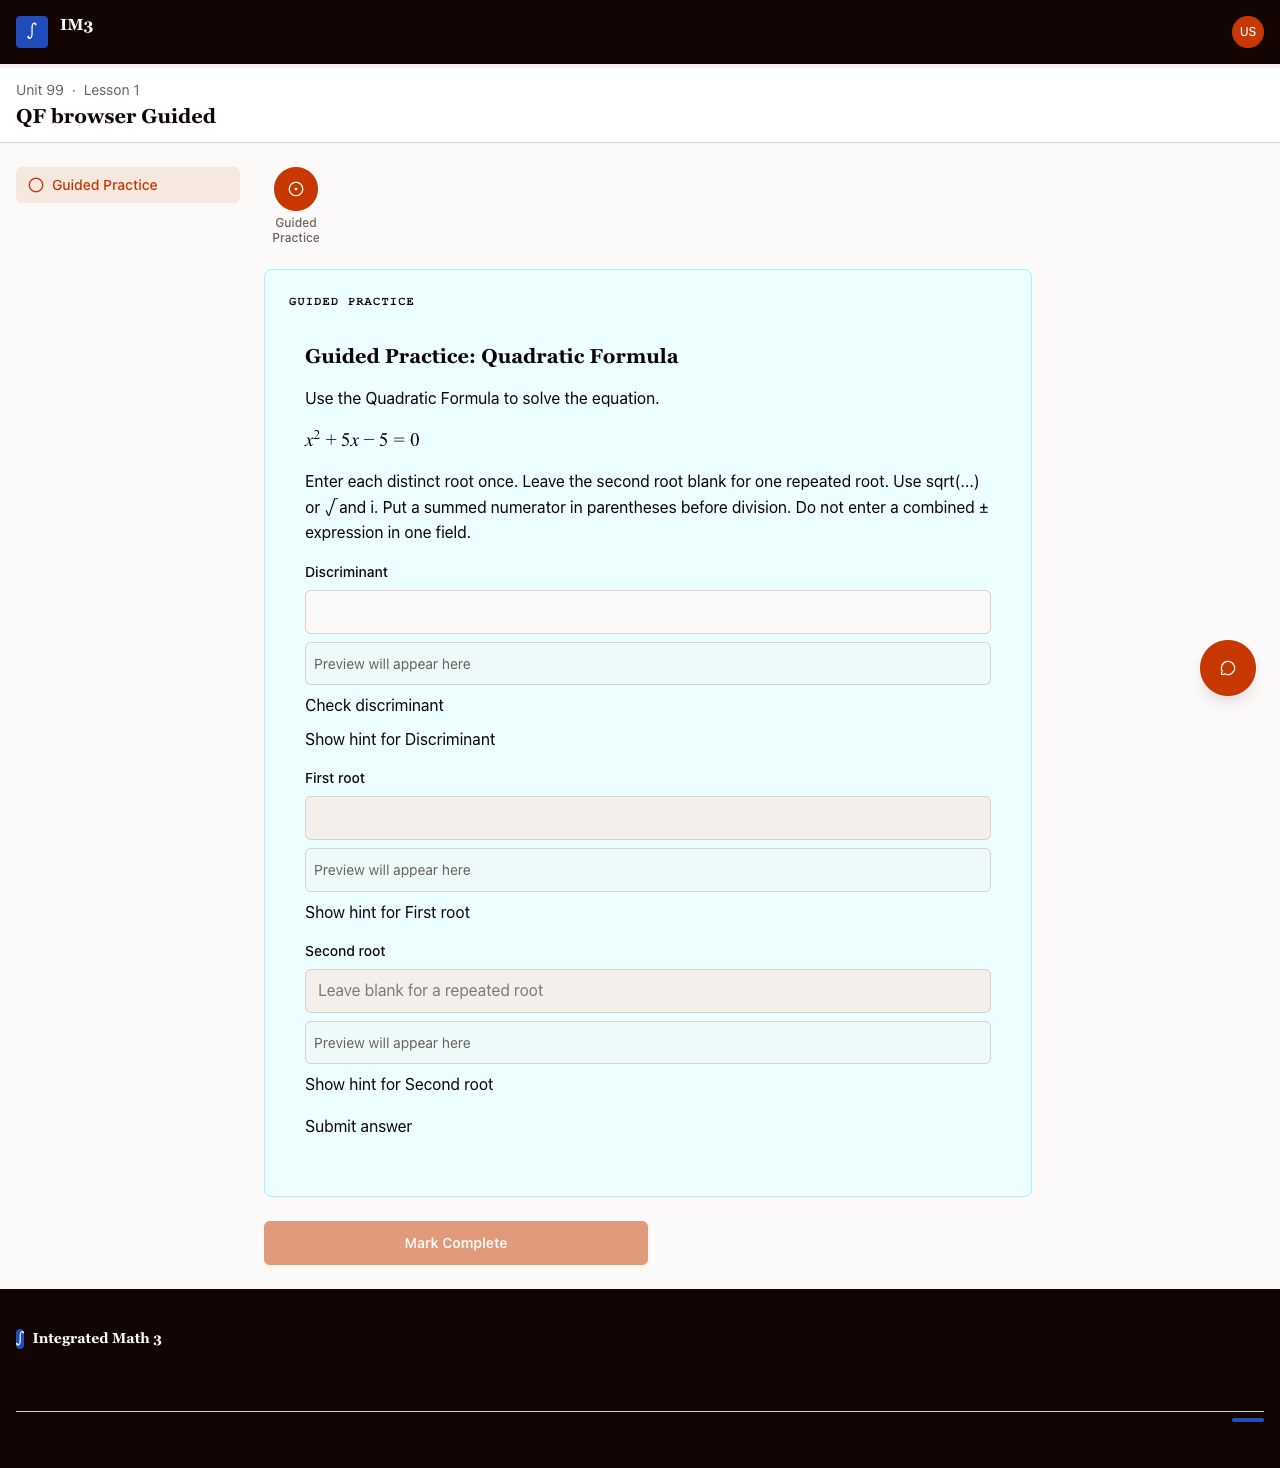 ∫ IM3
US
Unit 99 · Lesson 1
QF browser Guided
Guided Practice
Guided
Practice
GUIDED PRACTICE
Guided Practice: Quadratic Formula
Use the Quadratic Formula to solve the equation.
x² + 5x − 5 = 0
Enter each distinct root once. Leave the second root blank for one repeated root. Use sqrt(...)
or √ and i. Put a summed numerator in parentheses before division. Do not enter a combined ±
expression in one field.
Discriminant
Preview will appear here
Check discriminant
Show hint for Discriminant
First root
Preview will appear here
Show hint for First root
Second root
Leave blank for a repeated root
Preview will appear here
Show hint for Second root
Submit answer
Mark Complete
∫ Integrated Math 3